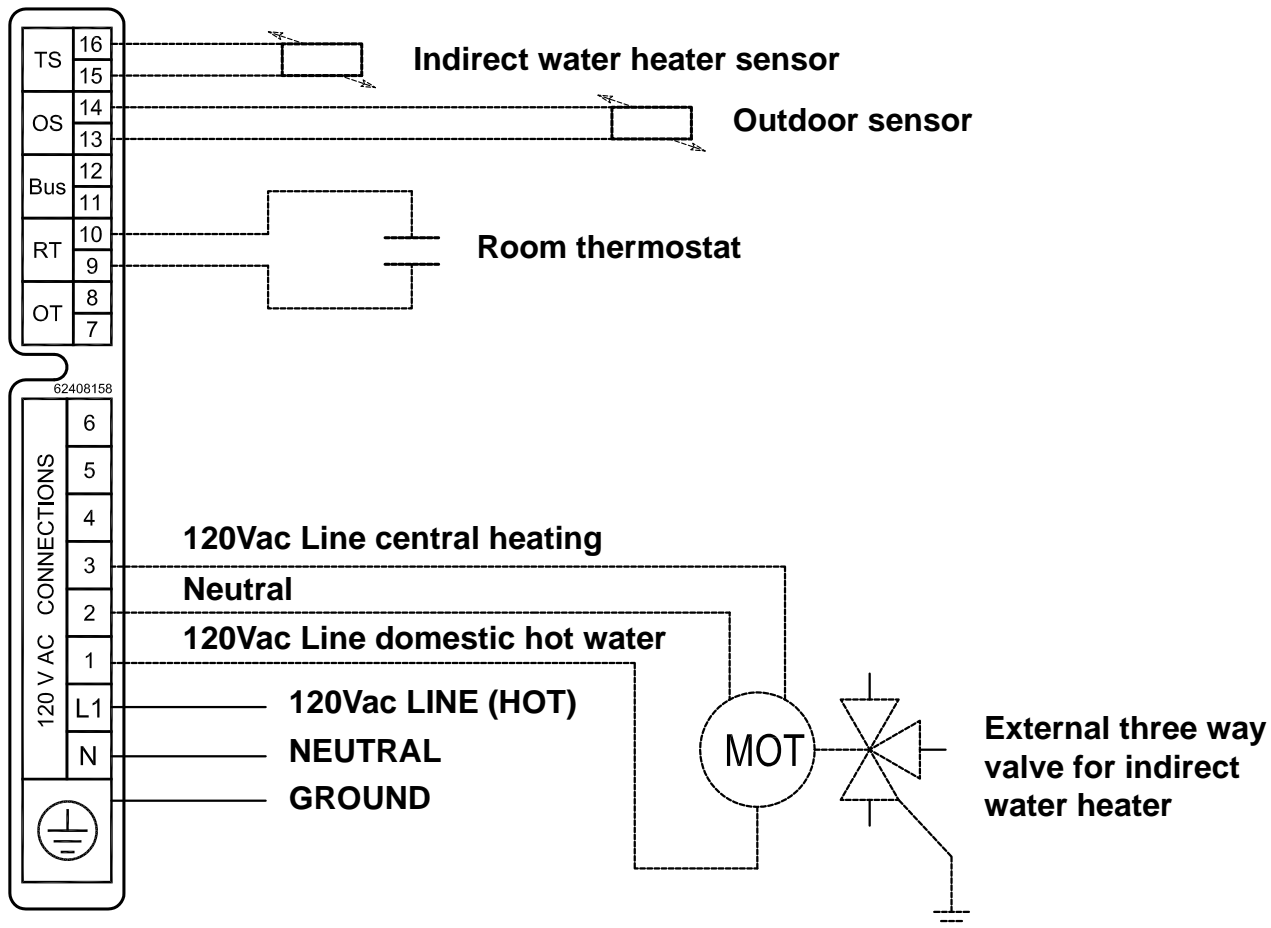 TS
16
15
Indirect water heater sensor
OS
14
13
Outdoor sensor
Bus
12
11
RT
10
9
Room thermostat
OT
8
7
62408158
120 V AC CONNECTIONS
6
5
4
3
2
1
L1
N
120Vac Line central heating
Neutral
120Vac Line domestic hot water
120Vac LINE (HOT)
NEUTRAL
GROUND
MOT
External three way
valve for indirect
water heater